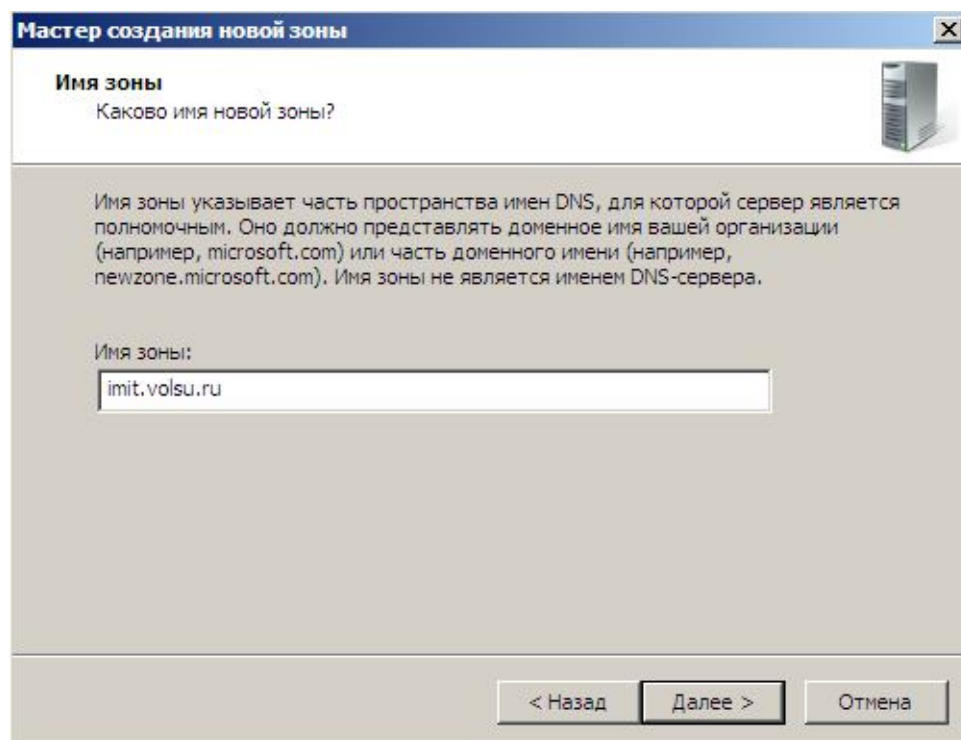 Мастер создания новой зоны
Имя зоны
Каково имя новой зоны?
Имя зоны указывает часть пространства имен DNS, для которой сервер является
полномочным. Оно должно представлять доменное имя вашей организации
(например, microsoft.com) или часть доменного имени (например,
newzone.microsoft.com). Имя зоны не является именем DNS-сервера.
Имя зоны:
imit.volsu.ru
< Назад Далее > Отмена